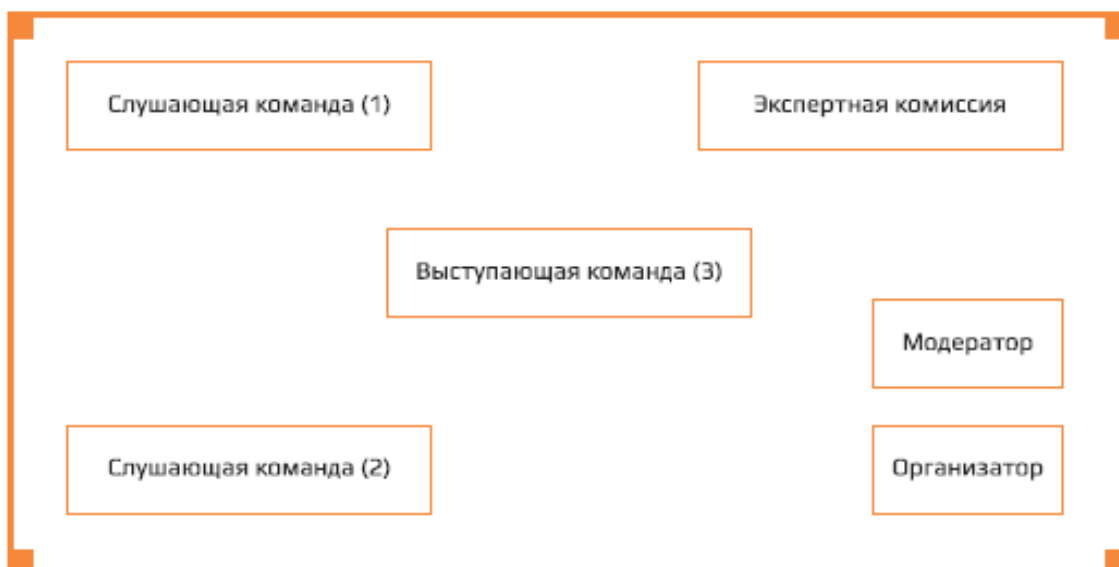 Слушающая команда (1)
Экспертная комиссия
Выступающая команда (3)
Модератор
Слушающая команда (2)
Организатор